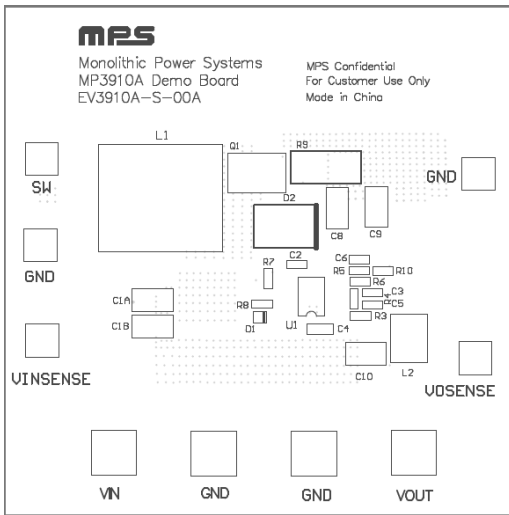 mps
Monolithic Power Systems
MP3910A Demo Board
EV3910A-S-00A
MPS Confidential
For Customer Use Only
Made in China
L1
Q1
R9
SW
GND
D2
C8
C9
GND
C2
C6
R7
R5
R10
R6
C1A
R8
C3
R4
C5
C1B
D1
U1
C4
R3
VINSENSE
C10
L2
VOSENSE
VIN
GND
GND
VOUT